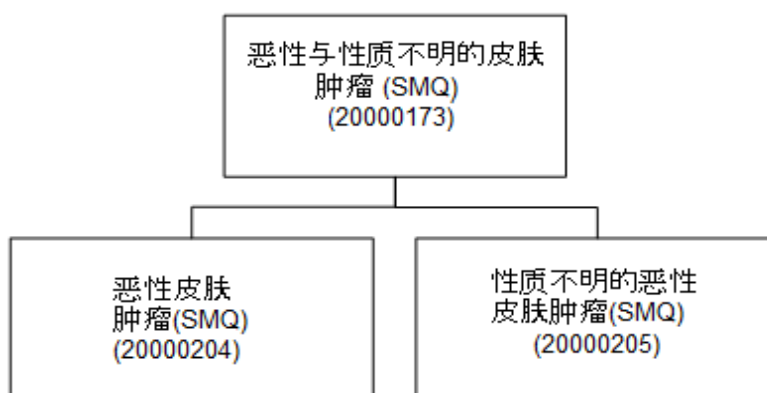 恶性与性质不明的皮肤
肿瘤 (SMQ)
(20000173)
恶性皮肤
肿瘤(SMQ)
(20000204)
性质不明的恶性
皮肤肿瘤(SMQ)
(20000205)